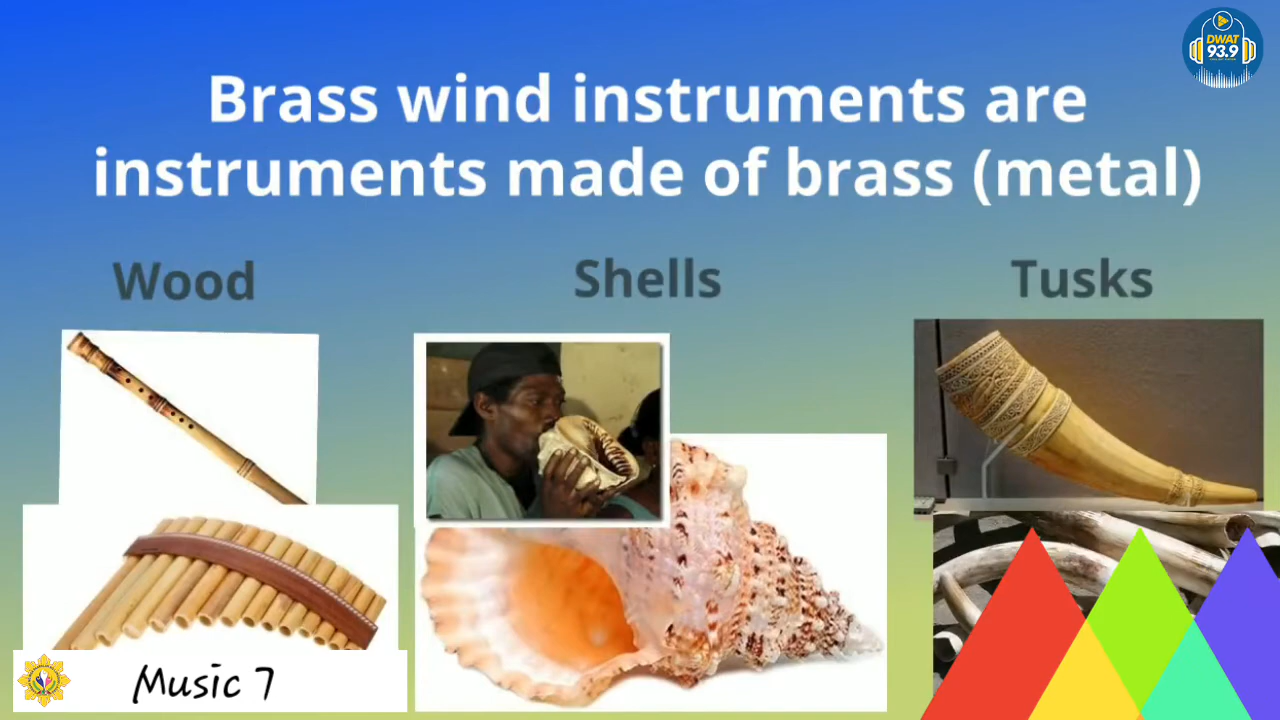 DWAT
93.9
Brass wind instruments are
instruments made of brass (metal)
Wood
Shells
Tusks
Music 7